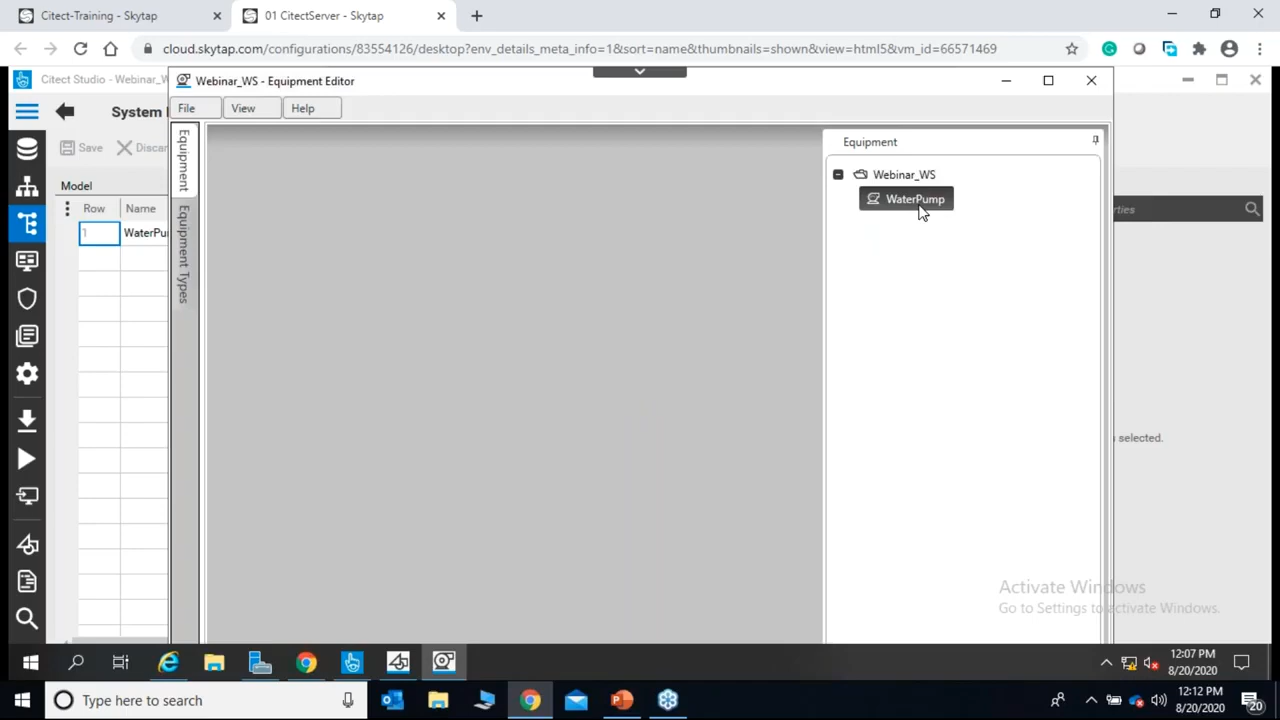 Citect-Training - Skytap
01 CitectServer - Skytap
cloud.skytap.com/configurations/83554126/desktop?env_details_meta_info=1&sort=name&thumbnails=shown&view=html5&vm_id=66571469
Citect Studio - Webinar_W
Webinar_WS - Equipment Editor
System
File
View
Help
Save
Discar
Model
Row
Name
1
WaterPu
Equipment
Equipment Types
Equipment
Webinar_WS
WaterPump
rties
selected.
Activate Windows
Go to Settings to activate Windows.
12:07 PM
8/20/2020
Type here to search
12:12 PM
8/20/2020
20